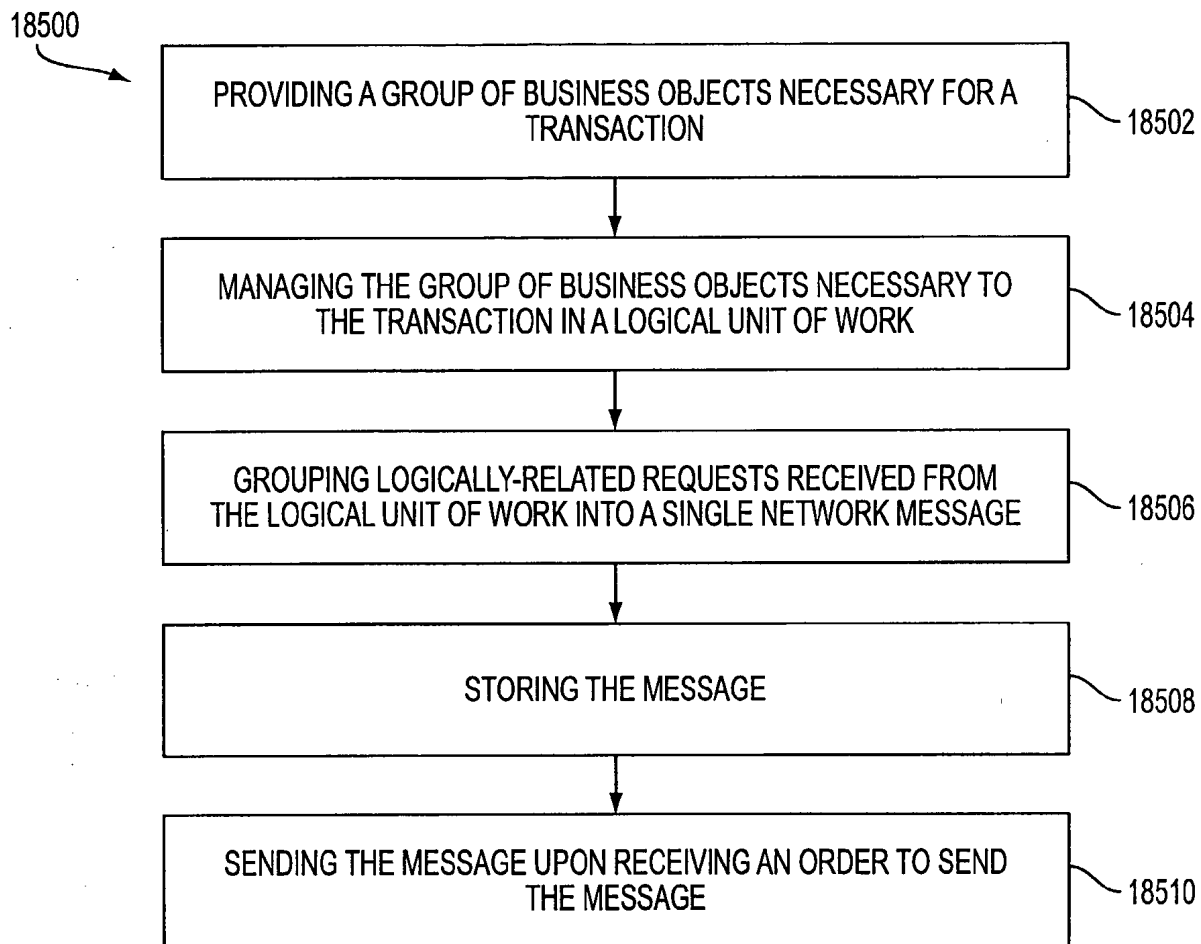 18500
PROVIDING A GROUP OF BUSINESS OBJECTS NECESSARY FOR A
TRANSACTION
18502
MANAGING THE GROUP OF BUSINESS OBJECTS NECESSARY TO
THE TRANSACTION IN A LOGICAL UNIT OF WORK
18504
GROUPING LOGICALLY-RELATED REQUESTS RECEIVED FROM
THE LOGICAL UNIT OF WORK INTO A SINGLE NETWORK MESSAGE
18506
STORING THE MESSAGE
18508
SENDING THE MESSAGE UPON RECEIVING AN ORDER TO SEND
THE MESSAGE
18510